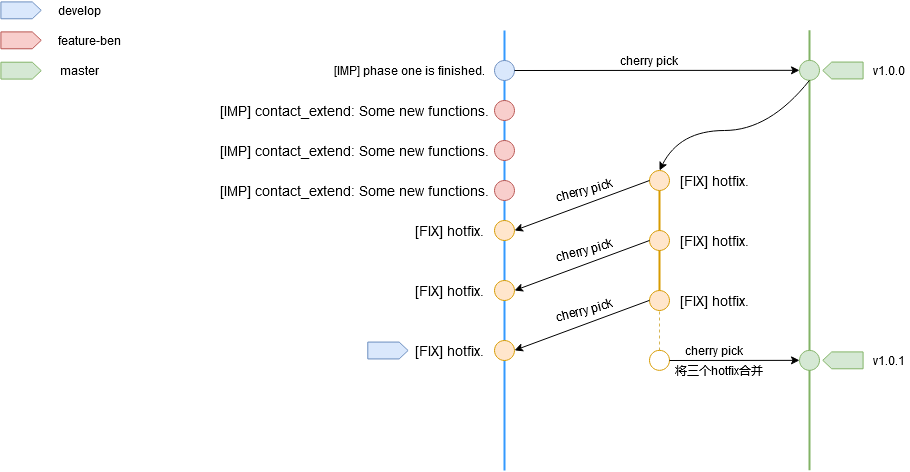 develop
feature-ben
master
[IMP] phase one is finished.
cherry pick
v1.0.0
[IMP] contact_extend: Some new functions.
[IMP] contact_extend: Some new functions.
[IMP] contact_extend: Some new functions.
cherry pick
[FIX] hotfix.
[FIX] hotfix.
cherry pick
[FIX] hotfix.
[FIX] hotfix.
cherry pick
[FIX] hotfix.
[FIX] hotfix.
cherry pick
将三个hotfix合并
v1.0.1